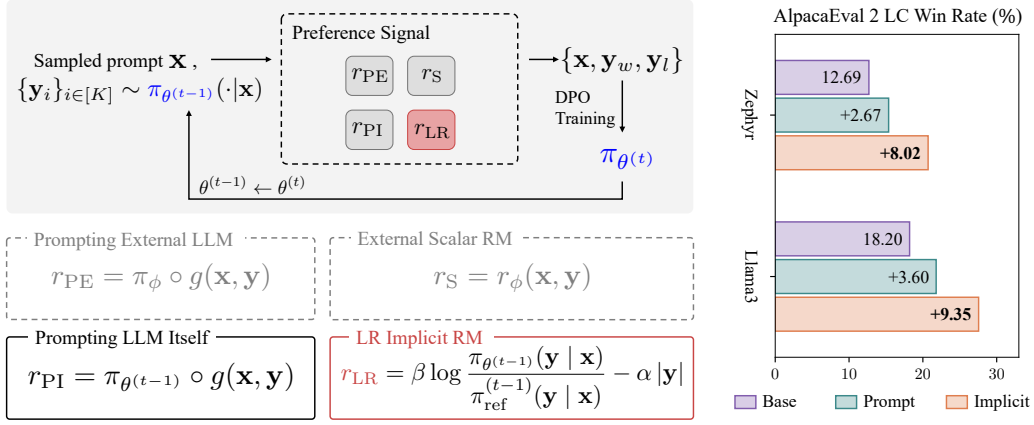 Sampled prompt x ,
{y_i}_{i∈[K]} ∼ π_{θ^{(t−1)}}(·|x)
Preference Signal
r_PE
r_S
r_PI
r_LR
{x, y_w, y_l}
DPO
Training
π_{θ^{(t)}}
θ^{(t−1)} ← θ^{(t)}
Prompting External LLM
r_PE = π_ϕ ∘ g(x, y)
External Scalar RM
r_S = r_ϕ(x, y)
Prompting LLM Itself
r_PI = π_{θ^{(t−1)}} ∘ g(x, y)
LR Implicit RM
r_LR = β log π_{θ^{(t−1)}}(y | x) / π_ref^{(t−1)}(y | x) − α |y|
AlpacaEval 2 LC Win Rate (%)
Zephyr
12.69
+2.67
+8.02
Llama3
18.20
+3.60
+9.35
0 10 20 30
Base Prompt Implicit